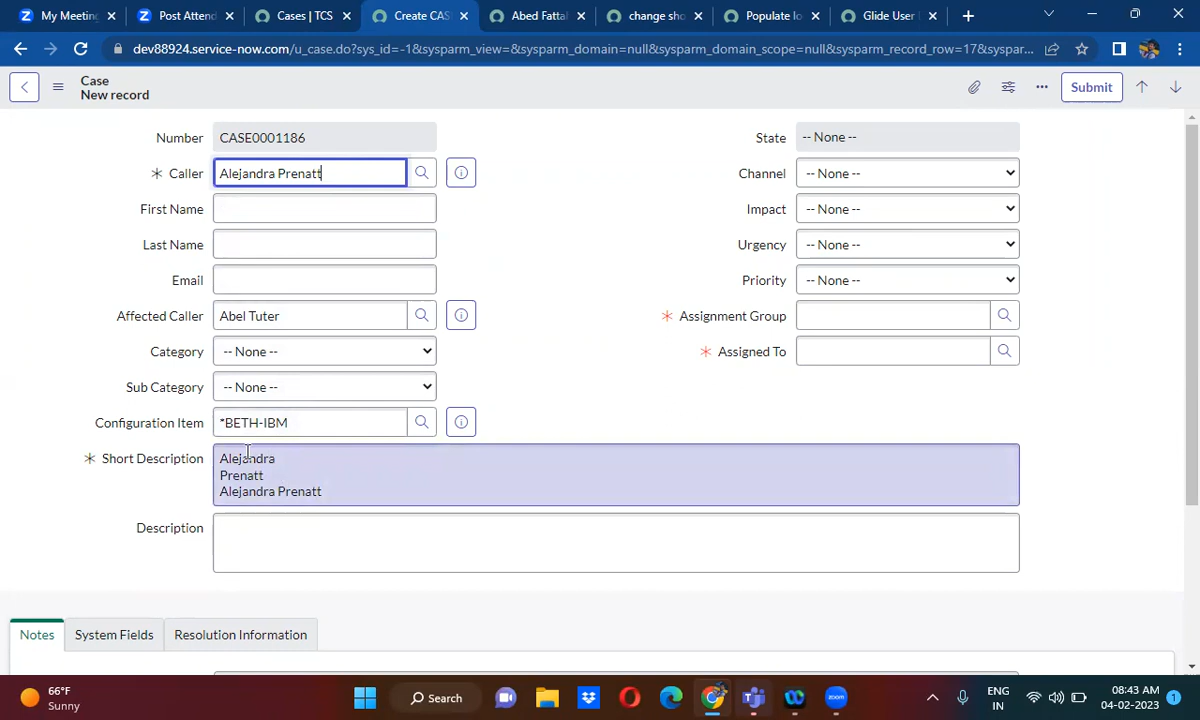 My Meeting
Post Attend
Cases | TCS
Create CAS
Abed Fattal
change sho
Populate lo
Glide User
dev88924.service-now.com/u_case.do?sys_id=-1&sysparm_view=&sysparm_domain=null&sysparm_domain_scope=null&sysparm_record_row=17&syspar...
Case
New record
Submit
Number CASE0001186
State -- None --
Caller Alejandra Prenatt
Channel -- None --
First Name
Impact -- None --
Last Name
Urgency -- None --
Email
Priority -- None --
Affected Caller Abel Tuter
Assignment Group
Category -- None --
Assigned To
Sub Category -- None --
Configuration Item *BETH-IBM
Short Description Alejandra
Prenatt
Alejandra Prenatt
Description
Notes
System Fields
Resolution Information
66°F
Sunny
Search
zoom
ENG
IN
08:43 AM
04-02-2023
1